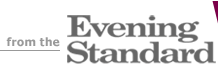 from the Evening
Standard